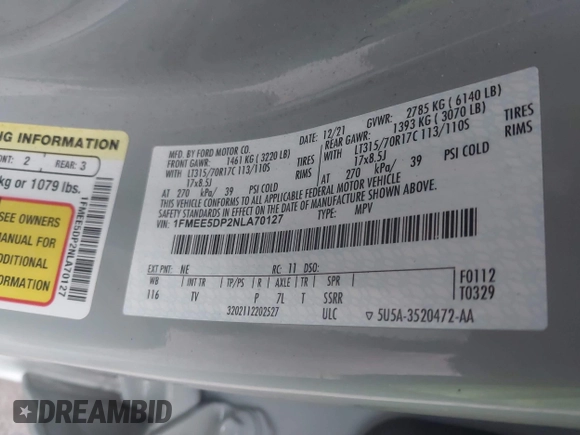 NG INFORMATION
ONT: 2 REAR: 3
kg or 1079 lbs.
SEE OWNERS
MANUAL FOR
ADDITIONAL
INFORMATION
1FMEE5DP2NLA70127
MFD. BY FORD MOTOR CO.
DATE: 12/21 GVWR: 2785 KG ( 6140 LB)
FRONT GAWR: 1461 KG ( 3220 LB) REAR GAWR: 1393 KG ( 3070 LB)
WITH LT315/70R17C 113/110S TIRES WITH LT315/70R17C 113/110S TIRES
17x8.5J RIMS 17x8.5J RIMS
AT 270 kPa/ 39 PSI COLD AT 270 kPa/ 39 PSI COLD
THIS VEHICLE CONFORMS TO ALL APPLICABLE FEDERAL MOTOR VEHICLE
SAFETY STANDARDS IN EFFECT ON THE DATE OF MANUFACTURE SHOWN ABOVE.
VIN: 1FMEE5DP2NLA70127 TYPE: MPV
EXT PNT: NE RC: 11 DSO:
WB INT TR TP/PS R AXLE TR SPR
116 TV P 7L T SSRR
F0112
T0329
3202112202527 ULC ▽ 5U5A-3520472-AA
DREAMBID